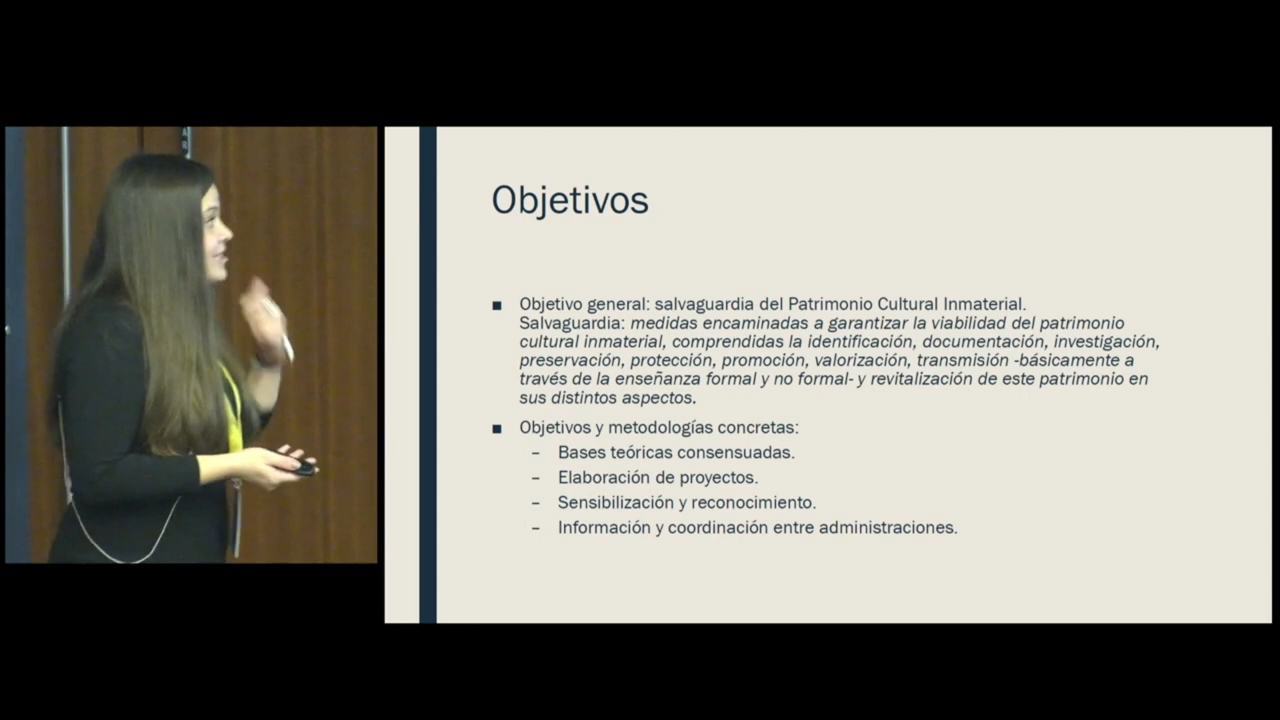 Objetivos
■ Objetivo general: salvaguardia del Patrimonio Cultural Inmaterial.
Salvaguardia: medidas encaminadas a garantizar la viabilidad del patrimonio
cultural inmaterial, comprendidas la identificación, documentación, investigación,
preservación, protección, promoción, valorización, transmisión -básicamente a
través de la enseñanza formal y no formal- y revitalización de este patrimonio en
sus distintos aspectos.
■ Objetivos y metodologías concretas:
– Bases teóricas consensuadas.
– Elaboración de proyectos.
– Sensibilización y reconocimiento.
– Información y coordinación entre administraciones.